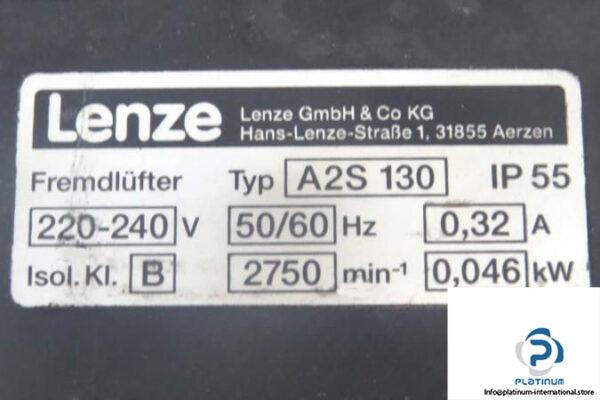 Lenze
Lenze GmbH & Co KG
Hans-Lenze-Straße 1, 31855 Aerzen
Fremdlüfter Typ A2S 130 IP 55
220-240 V 50/60 Hz 0,32 A
Isol. Kl. B 2750 min-1 0,046 kW
PLATINUM
Info@platinum-international.store